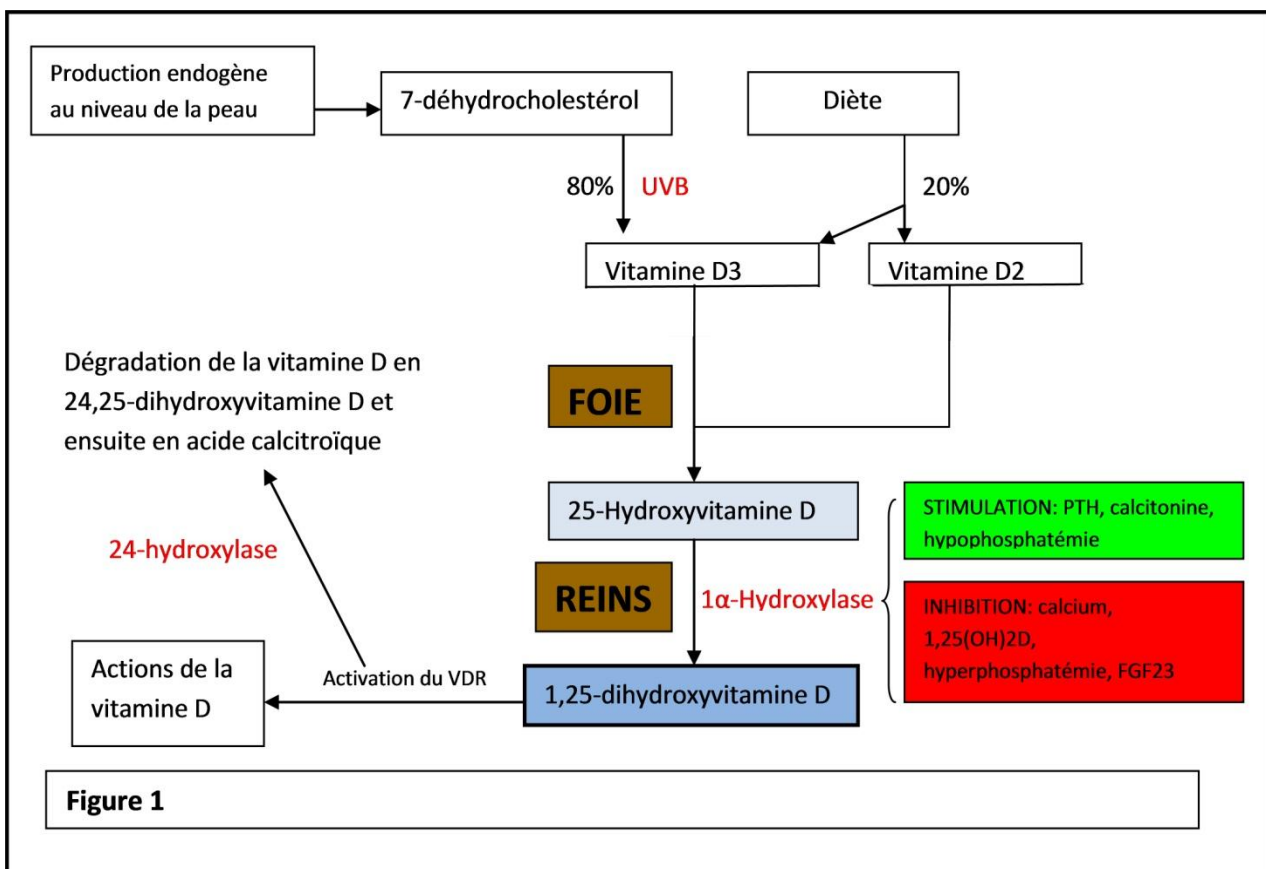 Production endogène
au niveau de la peau
7-déhydrocholestérol
Diète
80%
UVB
20%
Vitamine D3
Vitamine D2
Dégradation de la vitamine D en
24,25-dihydroxyvitamine D et
ensuite en acide calcitroïque
FOIE
25-Hydroxyvitamine D
STIMULATION: PTH, calcitonine,
hypophosphatémie
24-hydroxylase
REINS
1α-Hydroxylase
INHIBITION: calcium,
1,25(OH)2D,
hyperphosphatémie, FGF23
Actions de la
vitamine D
Activation du VDR
1,25-dihydroxyvitamine D
Figure 1